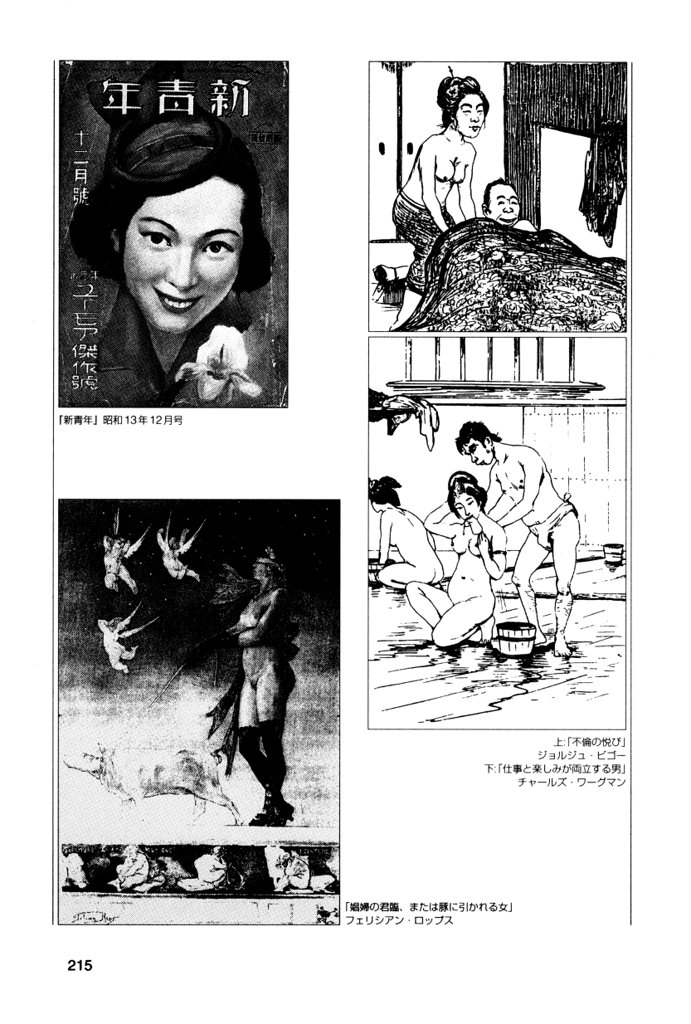 新青年
十二月號
ユーモア
傑作號
『新青年』昭和13年12月号
上:「不倫の悦び」
ジョルジュ・ビゴー
下:「仕事と楽しみが両立する男」
チャールズ・ワーグマン
「娼婦の君臨、または豚に引かれる女」
フェリシアン・ロップス
215